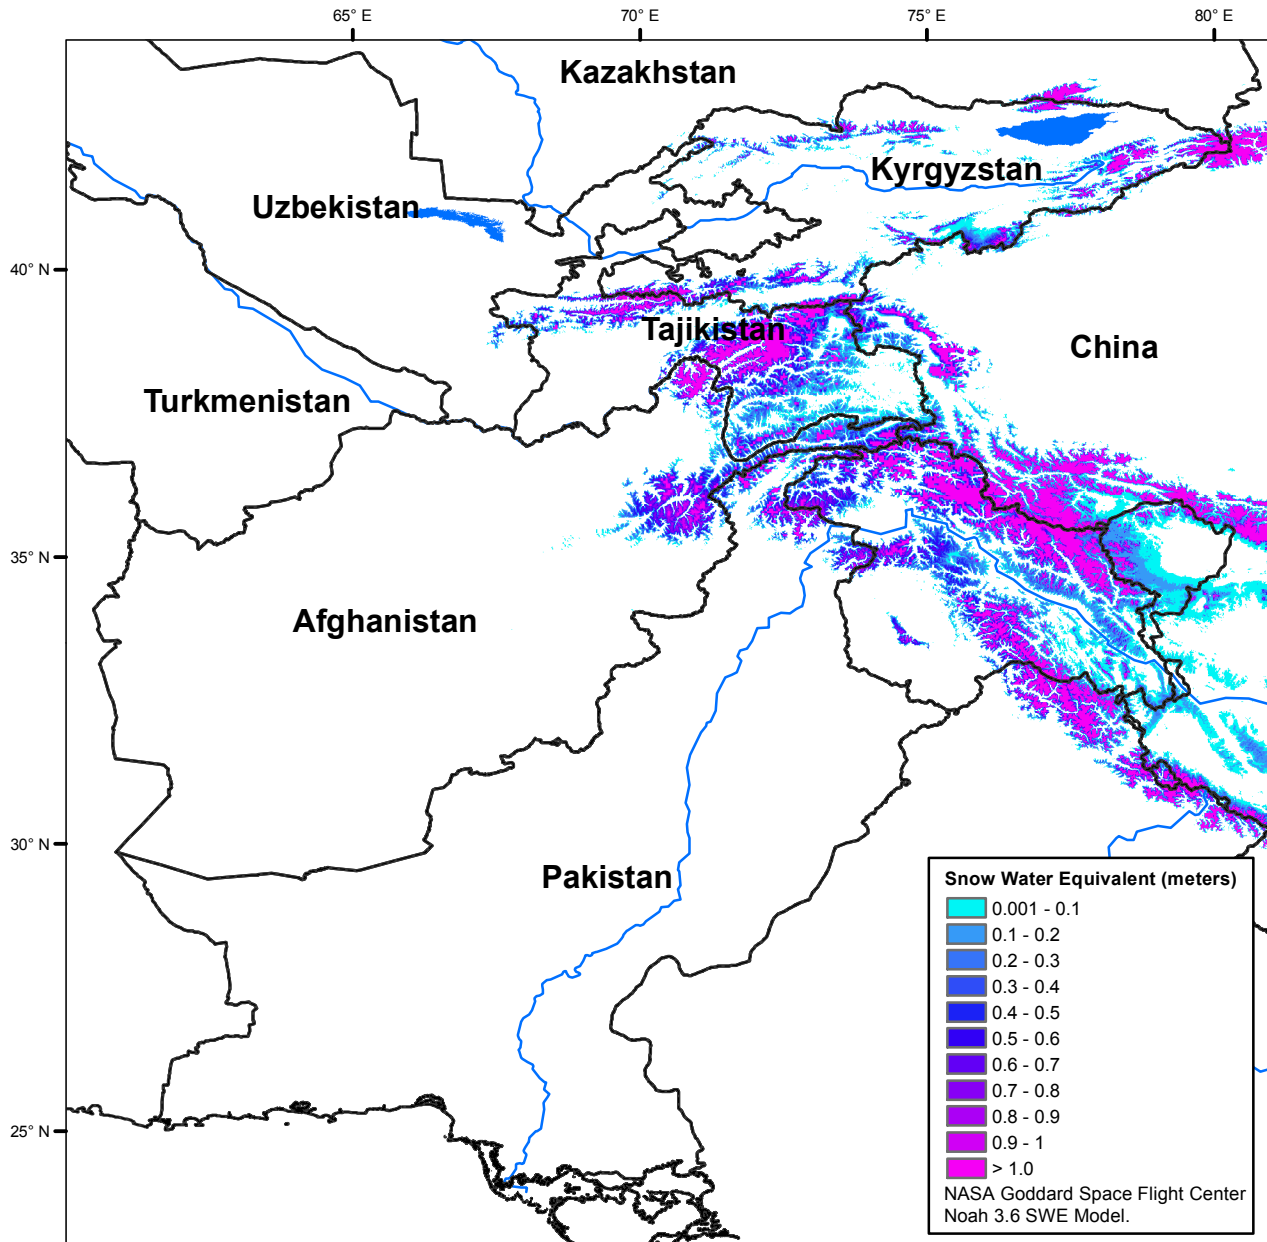 65° E
70° E
75° E
80° E
Kazakhstan
Kyrgyzstan
Uzbekistan
40° N
Tajikistan
China
Turkmenistan
35° N
Afghanistan
30° N
Pakistan
25° N
Snow Water Equivalent (meters)
0.001 - 0.1
0.1 - 0.2
0.2 - 0.3
0.3 - 0.4
0.4 - 0.5
0.5 - 0.6
0.6 - 0.7
0.7 - 0.8
0.8 - 0.9
0.9 - 1
> 1.0
NASA Goddard Space Flight Center
Noah 3.6 SWE Model.